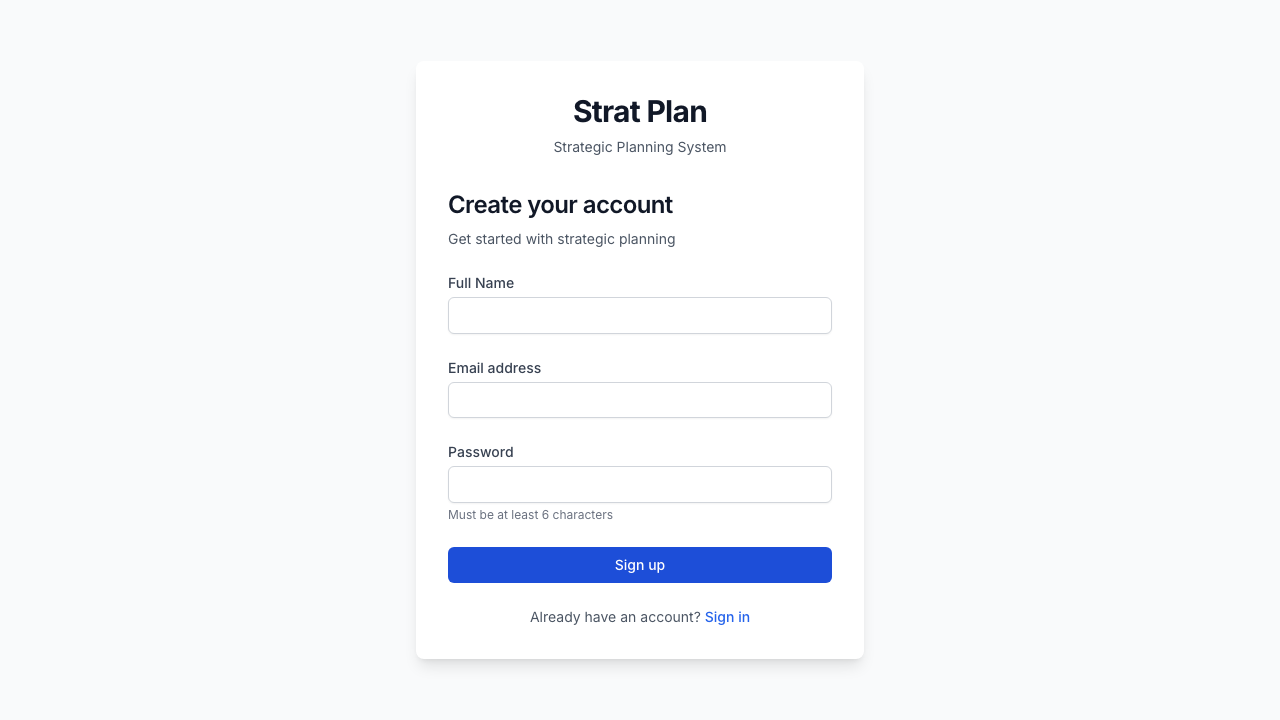 Strat Plan
Strategic Planning System
Create your account
Get started with strategic planning
Full Name
Email address
Password
Must be at least 6 characters
Sign up
Already have an account? Sign in